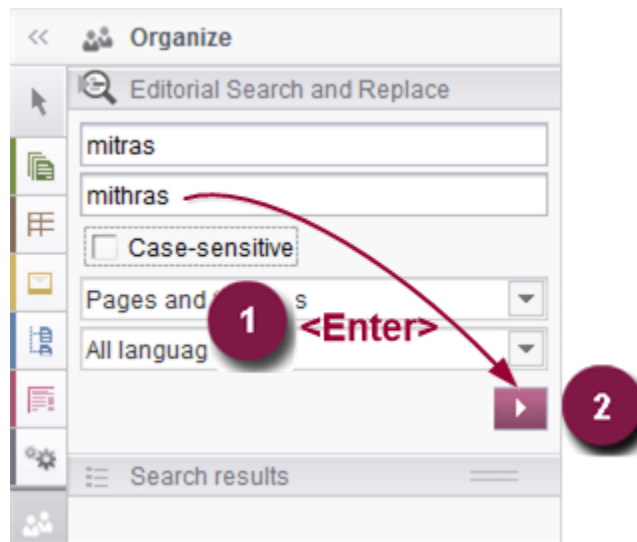 Organize
Editorial Search and Replace
mitras
mithras
Case-sensitive
Pages and s
1 <Enter>
All languag
2
Search results